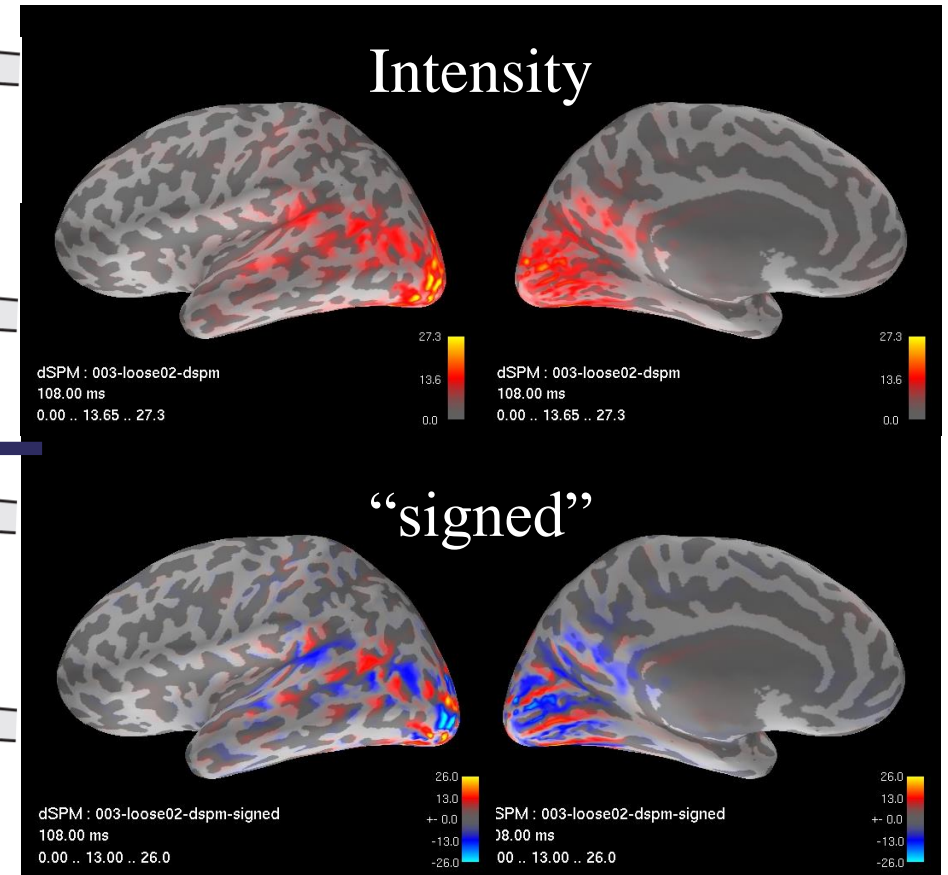 Intensity
27.3
13.6
0.0
dSPM : 003-loose02-dspm
108.00 ms
0.00 .. 13.65 .. 27.3
27.3
13.6
0.0
dSPM : 003-loose02-dspm
108.00 ms
0.00 .. 13.65 .. 27.3
“signed”
26.0
13.0
+- 0.0
-13.0
-26.0
dSPM : 003-loose02-dspm-signed
108.00 ms
0.00 .. 13.00 .. 26.0
26.0
13.0
+- 0.0
-13.0
-26.0
SPM : 003-loose02-dspm-signed
08.00 ms
00 .. 13.00 .. 26.0